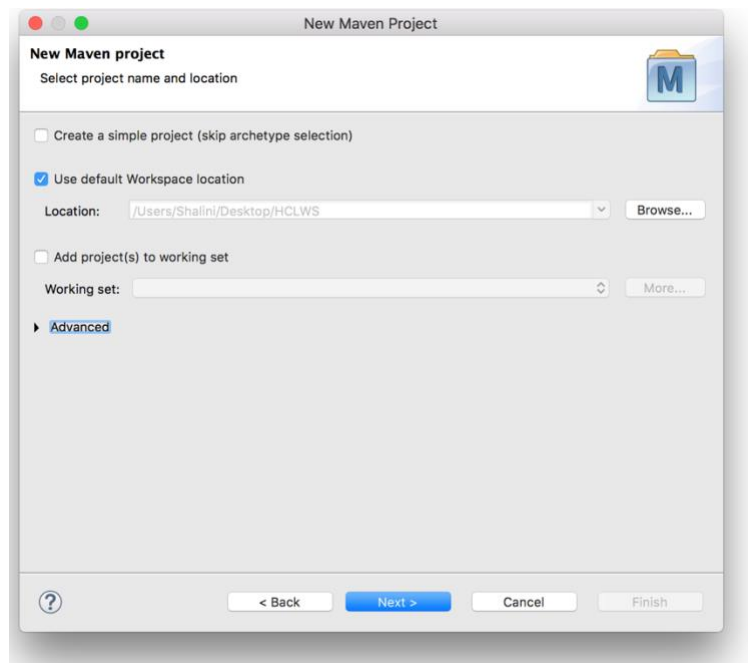 New Maven Project
New Maven project
Select project name and location
M
Create a simple project (skip archetype selection)
Use default Workspace location
Location: /Users/Shalini/Desktop/HCLWS Browse...
Add project(s) to working set
Working set: More...
Advanced
? < Back Next > Cancel Finish